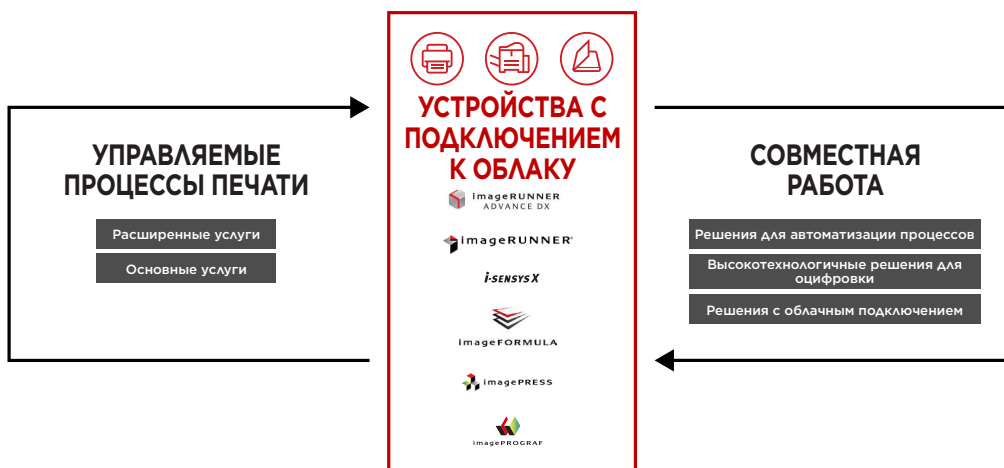 УПРАВЛЯЕМЫЕ
ПРОЦЕССЫ ПЕЧАТИ
Расширенные услуги
Основные услуги
УСТРОЙСТВА С
ПОДКЛЮЧЕНИЕМ
К ОБЛАКУ
imageRUNNER
ADVANCE DX
imageRUNNER
i-SENSYS X
imageFORMULA
imagePRESS
imagePROGRAF
СОВМЕСТНАЯ
РАБОТА
Решения для автоматизации процессов
Высокотехнологичные решения для
оцифровки
Решения с облачным подключением